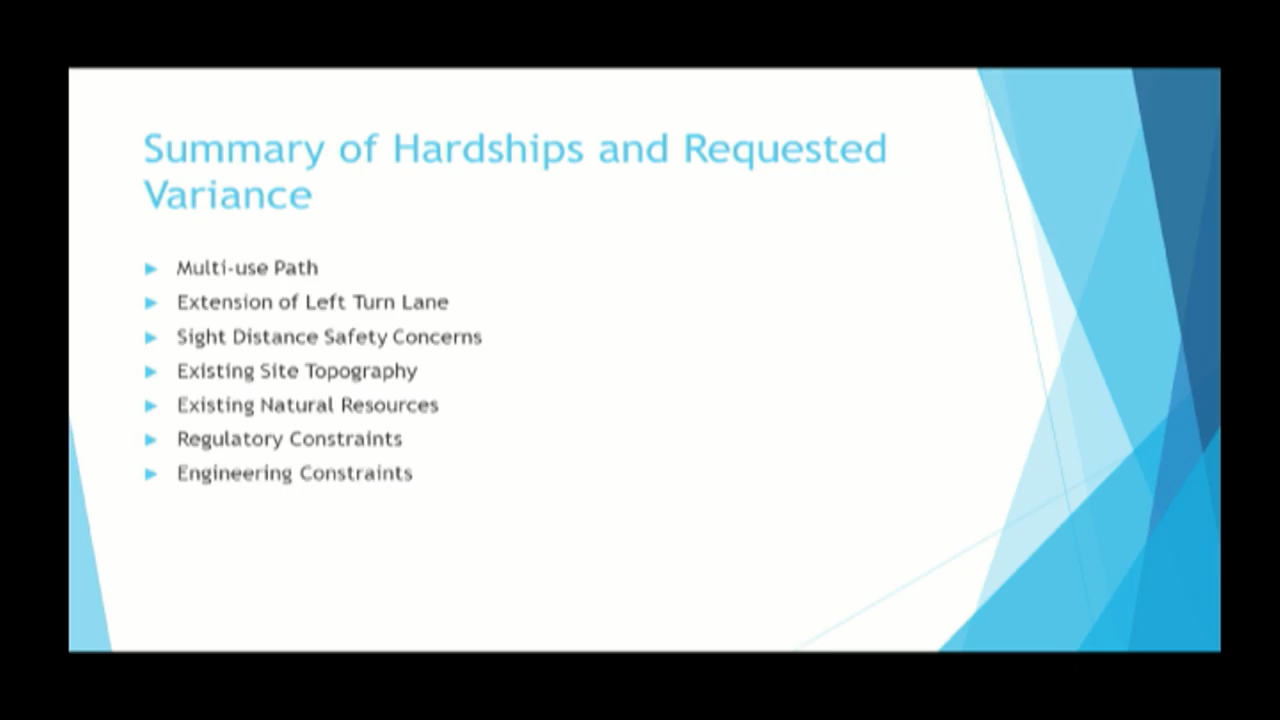 Summary of Hardships and Requested
Variance
Multi-use Path
Extension of Left Turn Lane
Sight Distance Safety Concerns
Existing Site Topography
Existing Natural Resources
Regulatory Constraints
Engineering Constraints